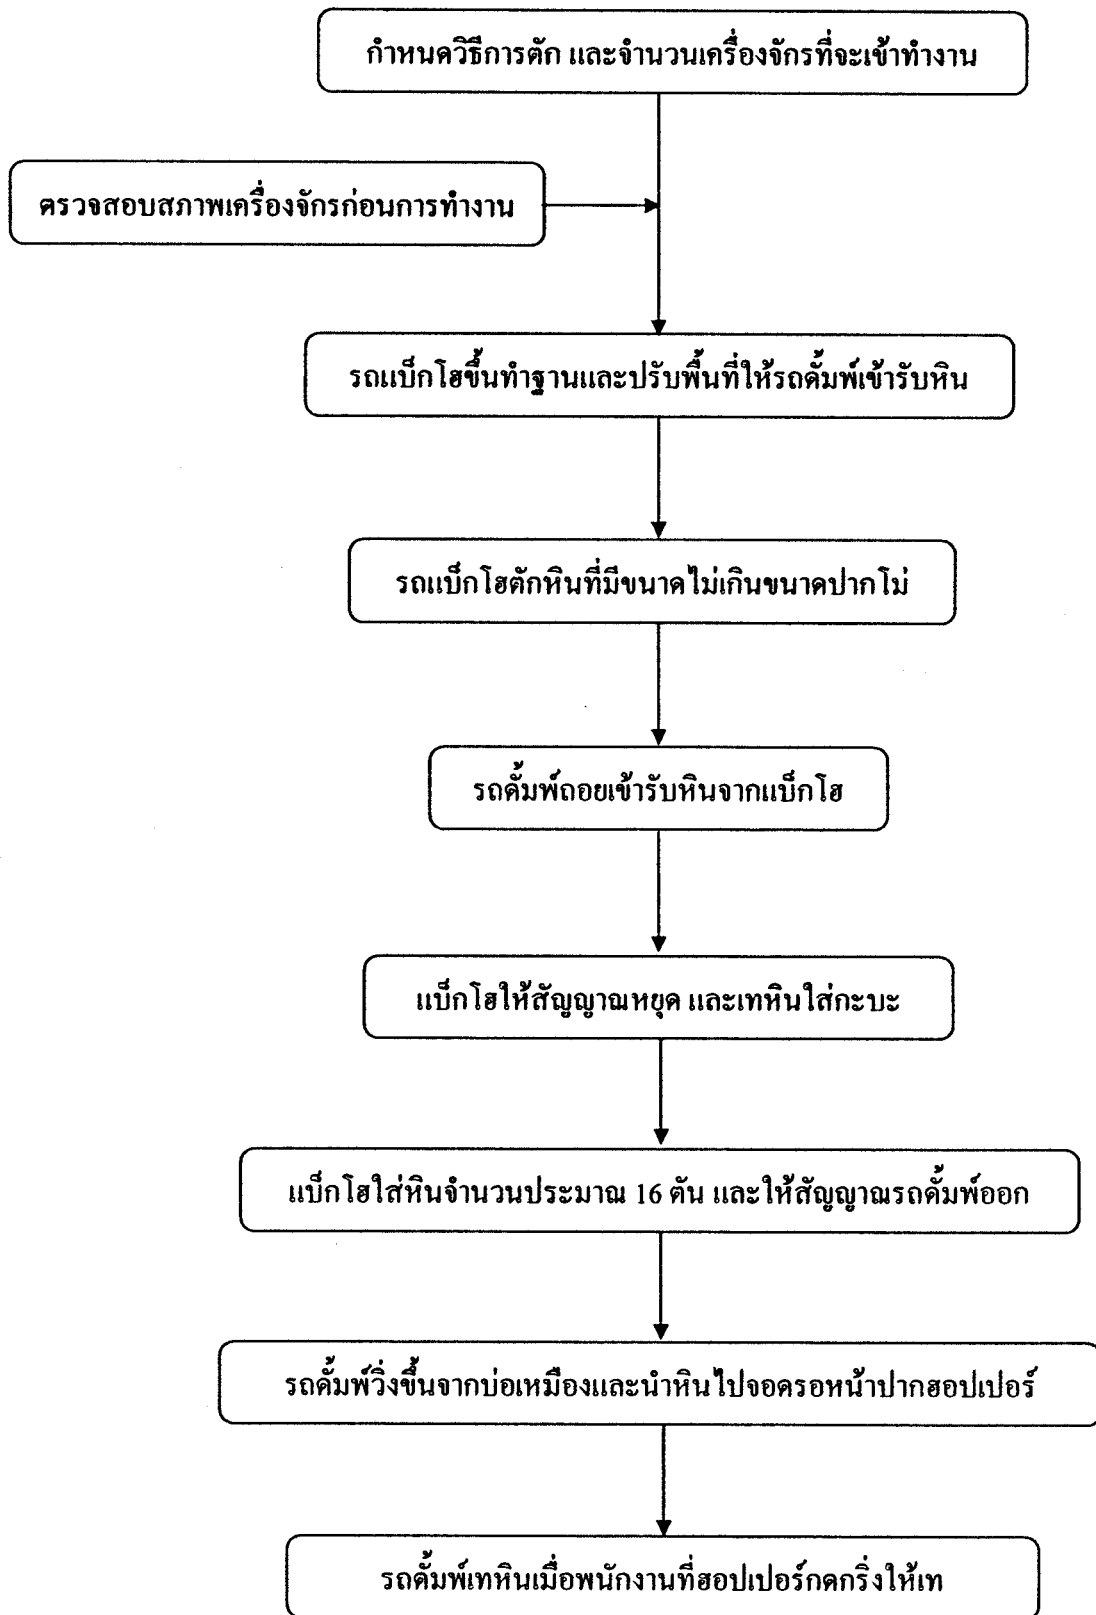 กำหนดวิธีการตัก และจำนวนเครื่องจักรที่จะเข้าทำงาน
ตรวจสอบสภาพเครื่องจักรก่อนการทำงาน
รถแบ็กโฮขึ้นทำฐานและปรับพื้นที่ให้รถดั้มพ์เข้ารับหิน
รถแบ็กโฮตักหินที่มีขนาดไม่เกินขนาดปากโม่
รถดั้มพ์ถอยเข้ารับหินจากแบ็กโฮ
แบ็กโฮให้สัญญาณหยุด และเทหินใส่กะบะ
แบ็กโฮใส่หินจำนวนประมาณ 16 ตัน และให้สัญญาณรถดั้มพ์ออก
รถดั้มพ์วิ่งขึ้นจากบ่อเหมืองและนำหินไปจอดรอหน้าปากฮอปเปอร์
รถดั้มพ์เทหินเมื่อพนักงานที่ฮอปเปอร์กดกริ่งให้เท